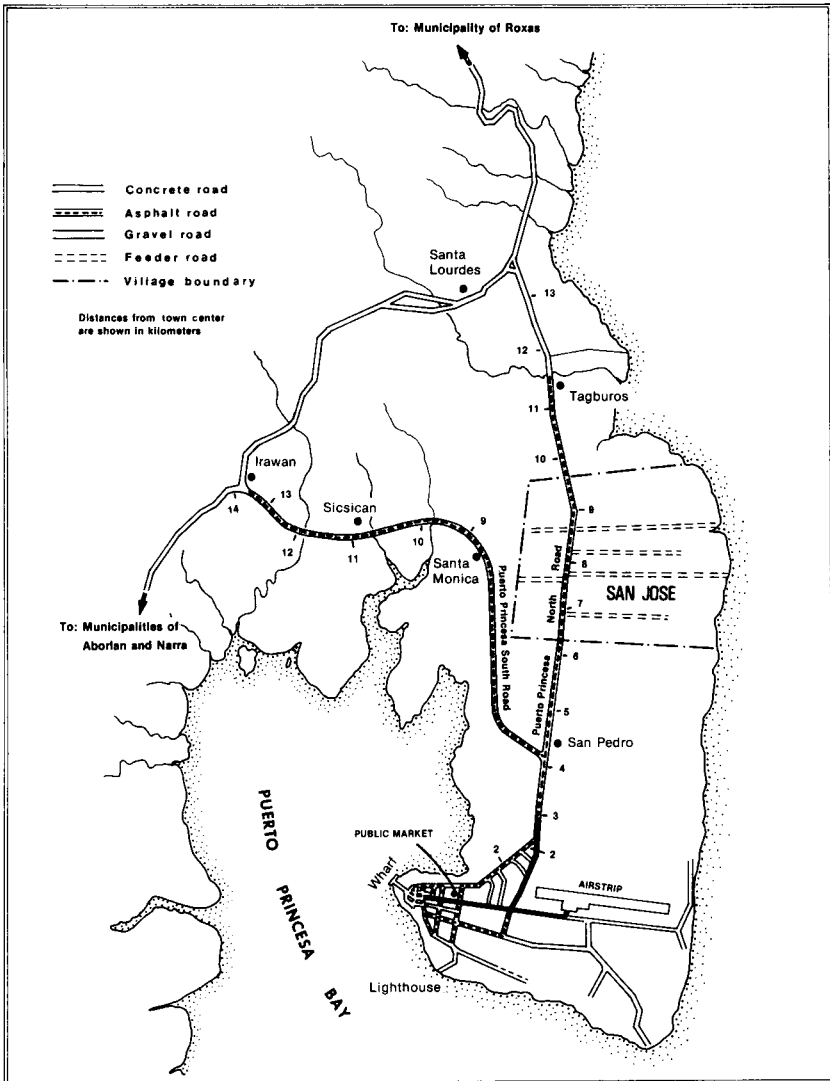 To: Municipality of Roxas
Concrete road
Asphalt road
Gravel road
Feeder road
Village boundary
Distances from town center
are shown in kilometers
Santa
Lourdes
13
12
Tagburos
11
10
Irawan
13
14
Sicsican
12
11
10
9
Santa
Monica
9
8
7
6
5
4
3
2
2
Puerto Princesa South Road
Puerto Princesa North Road
SAN JOSE
To: Municipalities of
Aborlan and Narra
San Pedro
PUERTO PRINCESA BAY
PUBLIC MARKET
Wharf
AIRSTRIP
Lighthouse